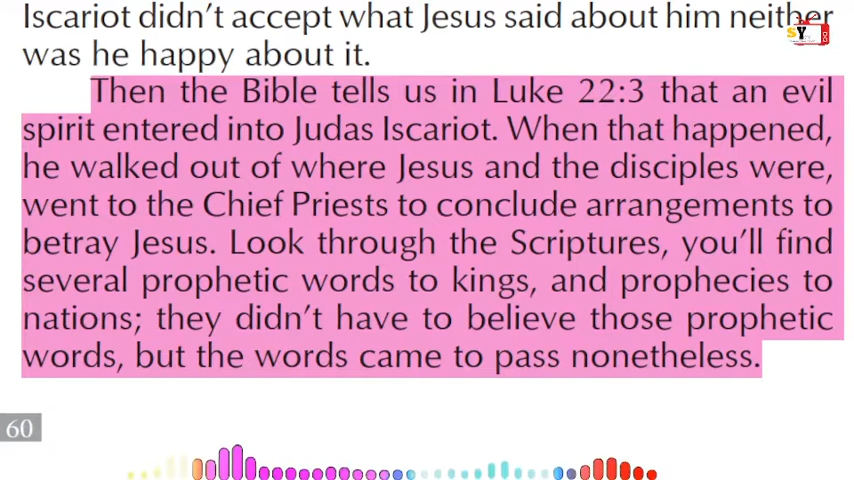 Iscariot didn’t accept what Jesus said about him neither
was he happy about it.
Then the Bible tells us in Luke 22:3 that an evil
spirit entered into Judas Iscariot. When that happened,
he walked out of where Jesus and the disciples were,
went to the Chief Priests to conclude arrangements to
betray Jesus. Look through the Scriptures, you’ll find
several prophetic words to kings, and prophecies to
nations; they didn’t have to believe those prophetic
words, but the words came to pass nonetheless.
60
SY